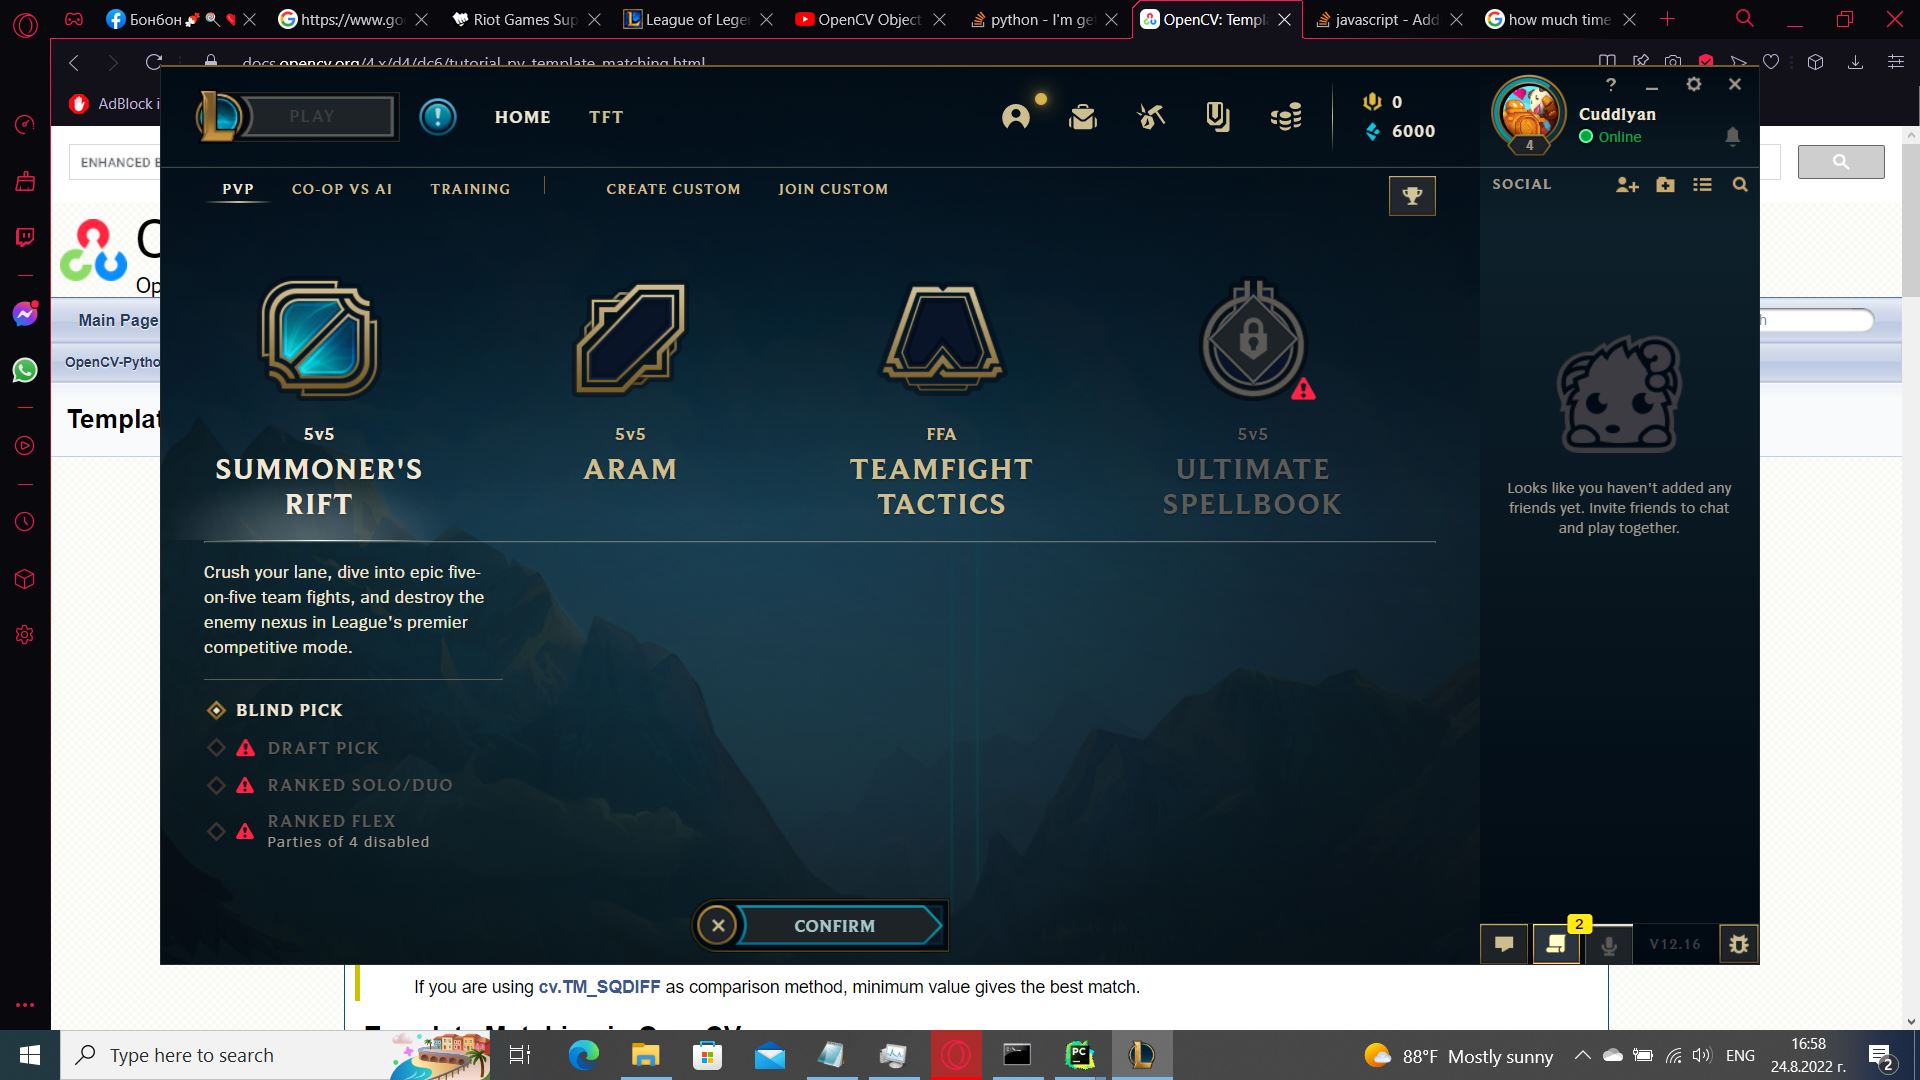 Бонбон
https://www.go
Riot Games Sup
League of Lege
OpenCV Object
python - I'm ge
OpenCV: Templ
javascript - Add
how much time
docs.opencv.org/4.x/d4/dc6/tutorial_py_template_matching.html
AdBlock i
PLAY
HOME
TFT
0
6000
?
Cuddlyan
4
Online
ENHANCED
PVP
CO-OP VS AI
TRAINING
CREATE CUSTOM
JOIN CUSTOM
SOCIAL
Op
Main Page
OpenCV-Pytho
Templat
5v5
SUMMONER'S
RIFT
5v5
ARAM
FFA
TEAMFIGHT
TACTICS
5v5
ULTIMATE
SPELLBOOK
Looks like you haven't added any
friends yet. Invite friends to chat
and play together.
Crush your lane, dive into epic five-
on-five team fights, and destroy the
enemy nexus in League's premier
competitive mode.
BLIND PICK
DRAFT PICK
RANKED SOLO/DUO
RANKED FLEX
Parties of 4 disabled
CONFIRM
2
V12.16
If you are using cv.TM_SQDIFF as comparison method, minimum value gives the best match.
Type here to search
PC
88°F Mostly sunny
ENG
16:58
24.8.2022 г.
2